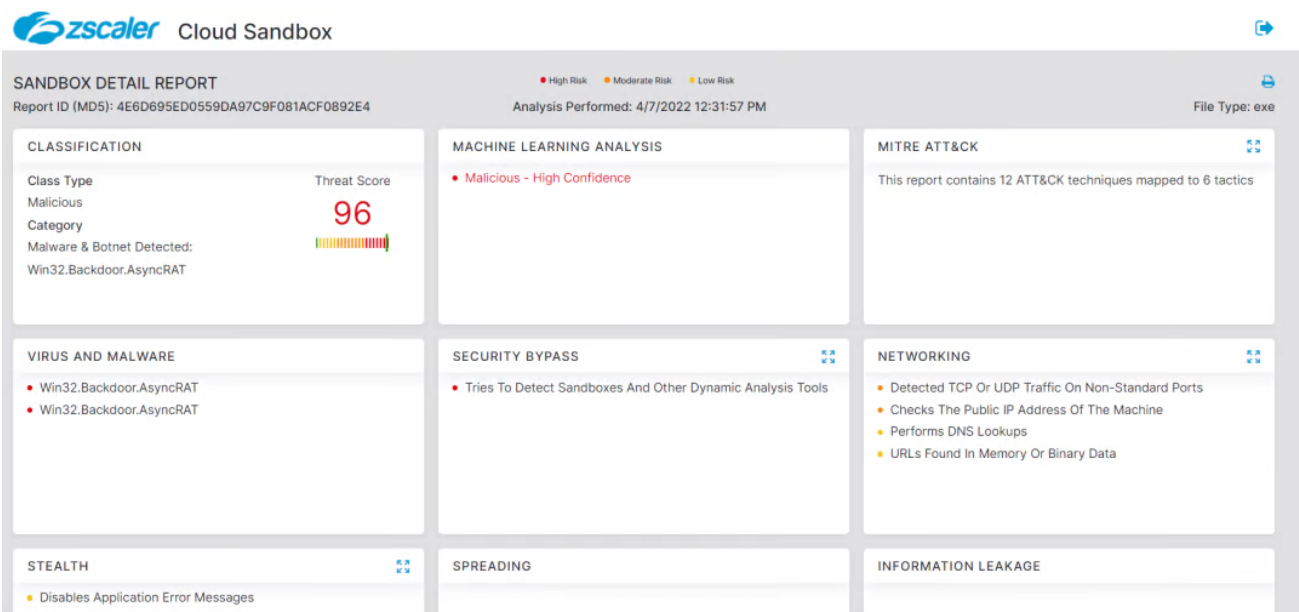 zscaler Cloud Sandbox
SANDBOX DETAIL REPORT
High Risk Moderate Risk Low Risk
Report ID (MD5): 4E6D695ED0559DA97C9F081ACF0892E4
Analysis Performed: 4/7/2022 12:31:57 PM
File Type: exe
CLASSIFICATION
Class Type
Threat Score
Malicious
96
Category
Malware & Botnet Detected:
Win32.Backdoor.AsyncRAT
MACHINE LEARNING ANALYSIS
Malicious - High Confidence
MITRE ATT&CK
This report contains 12 ATT&CK techniques mapped to 6 tactics
VIRUS AND MALWARE
Win32.Backdoor.AsyncRAT
Win32.Backdoor.AsyncRAT
SECURITY BYPASS
Tries To Detect Sandboxes And Other Dynamic Analysis Tools
NETWORKING
Detected TCP Or UDP Traffic On Non-Standard Ports
Checks The Public IP Address Of The Machine
Performs DNS Lookups
URLs Found In Memory Or Binary Data
STEALTH
Disables Application Error Messages
SPREADING
INFORMATION LEAKAGE